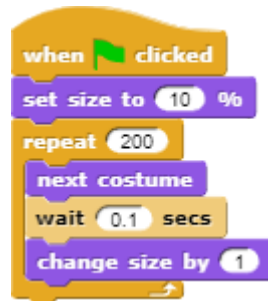 when clicked
set size to 10 %
repeat 200
next costume
wait 0.1 secs
change size by 1